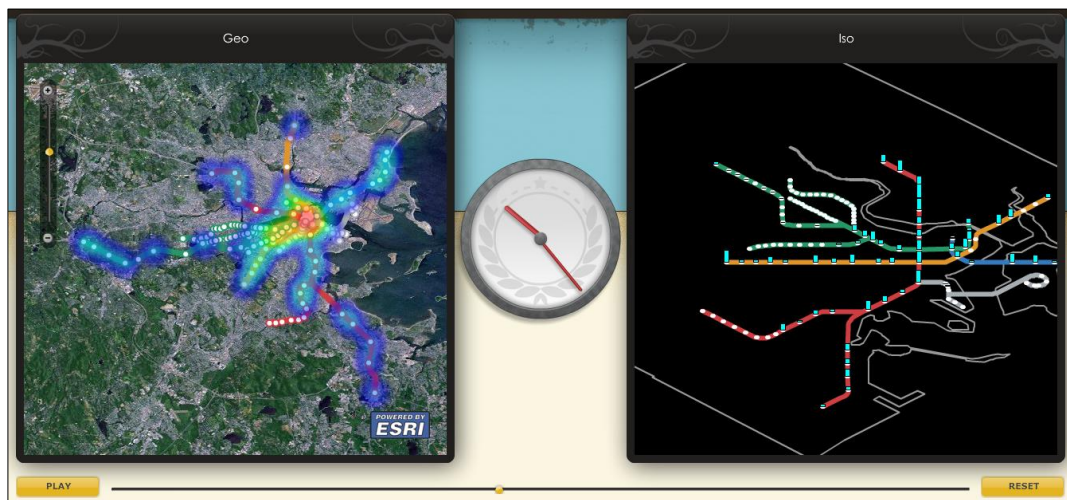 Geo
Iso
+
−
POWERED BY
ESRI
PLAY
RESET